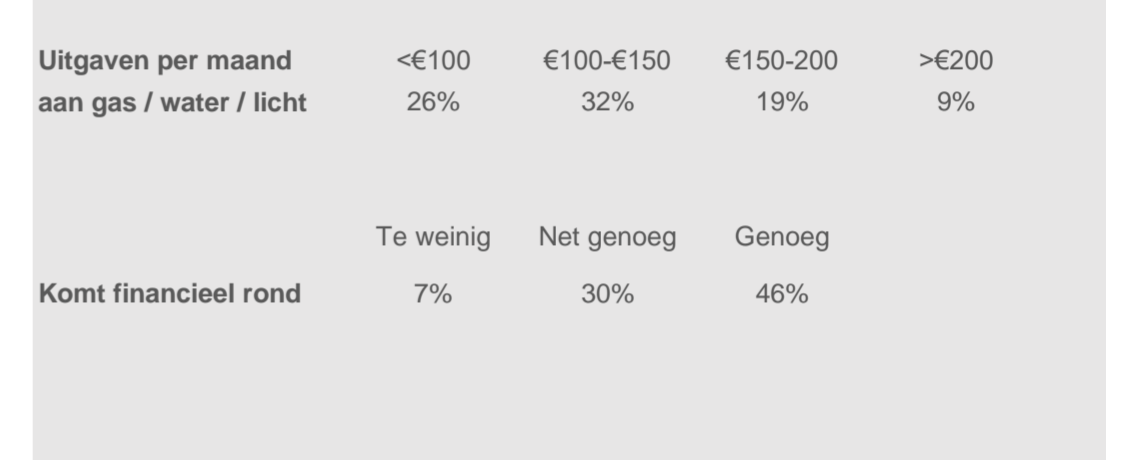 Uitgaven per maand <€100 €100-€150 €150-200 >€200
aan gas / water / licht 26% 32% 19% 9%
Te weinig Net genoeg Genoeg
Komt financieel rond 7% 30% 46%